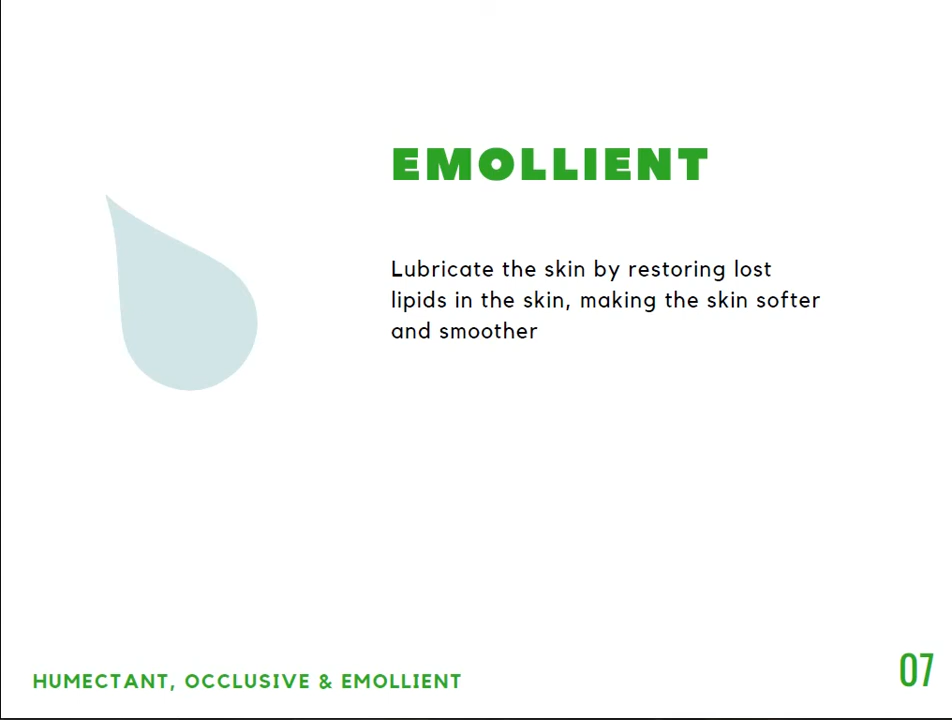 EMOLLIENT
Lubricate the skin by restoring lost
lipids in the skin, making the skin softer
and smoother
HUMECTANT, OCCLUSIVE & EMOLLIENT
07